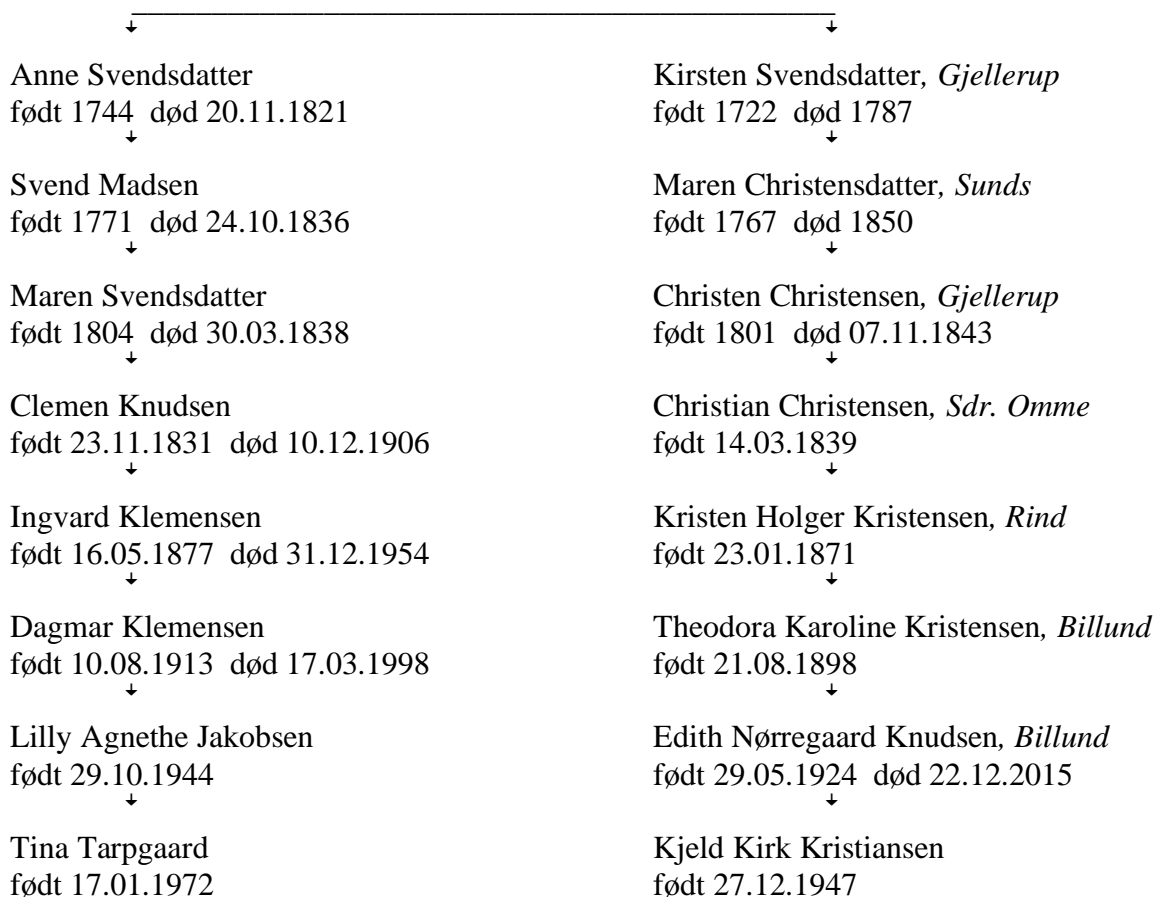 Anne Svendsdatter
født 1744 død 20.11.1821
Svend Madsen
født 1771 død 24.10.1836
Maren Svendsdatter
født 1804 død 30.03.1838
Clemen Knudsen
født 23.11.1831 død 10.12.1906
Ingvard Klemensen
født 16.05.1877 død 31.12.1954
Dagmar Klemensen
født 10.08.1913 død 17.03.1998
Lilly Agnethe Jakobsen
født 29.10.1944
Tina Tarpgaard
født 17.01.1972
Kirsten Svendsdatter, Gjellerup
født 1722 død 1787
Maren Christensdatter, Sunds
født 1767 død 1850
Christen Christensen, Gjellerup
født 1801 død 07.11.1843
Christian Christensen, Sdr. Omme
født 14.03.1839
Kristen Holger Kristensen, Rind
født 23.01.1871
Theodora Karoline Kristensen, Billund
født 21.08.1898
Edith Nørregaard Knudsen, Billund
født 29.05.1924 død 22.12.2015
Kjeld Kirk Kristiansen
født 27.12.1947